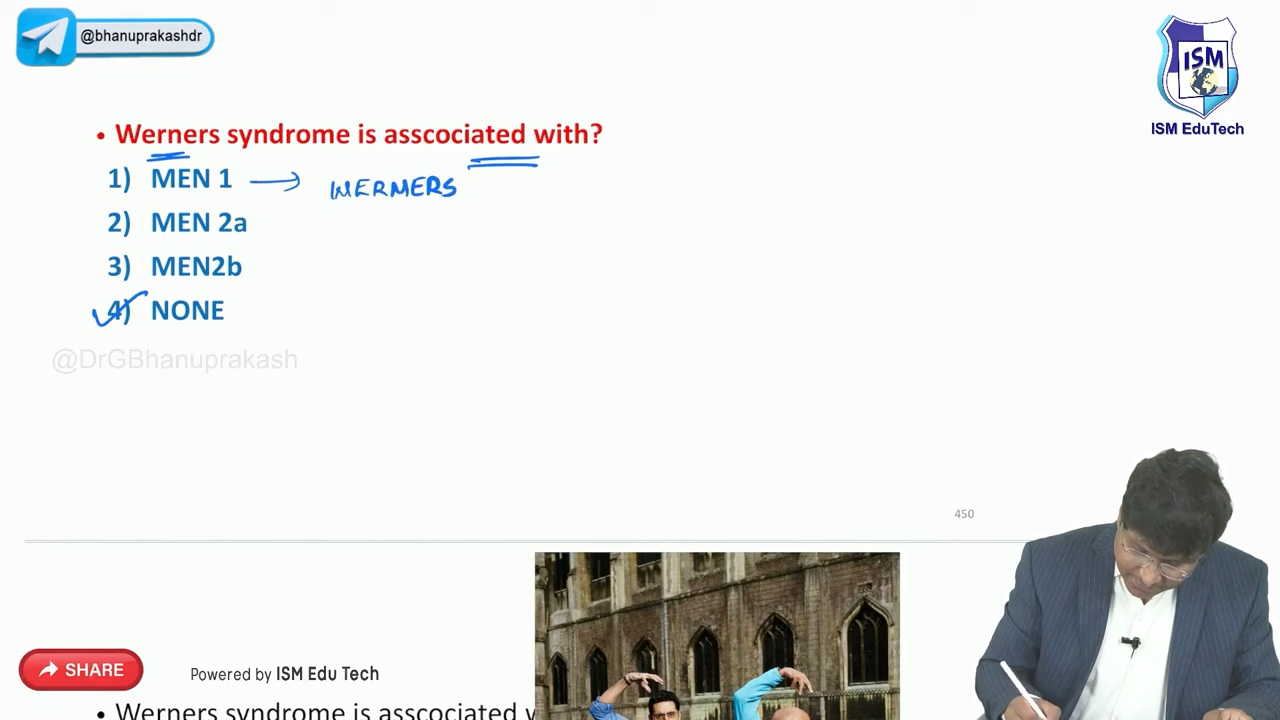 @bhanuprakashdr
ISM
ISM EduTech
• Werners syndrome is asscociated with?
1) MEN 1 → WERMERS
2) MEN 2a
3) MEN2b
4) NONE
@DrGBhanuprakash
450
SHARE
Powered by ISM Edu Tech
• Werners syndrome is asscociated